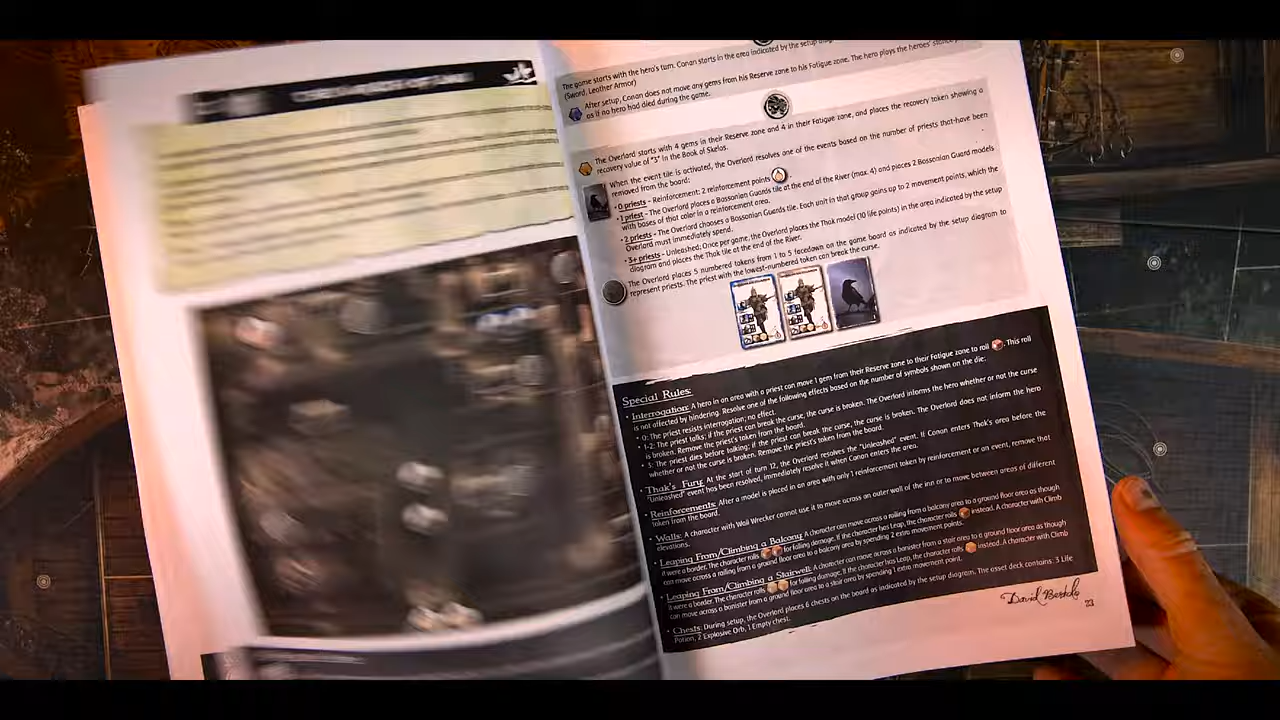 The game starts with the hero's turn. Conan starts in the area indicated by the setup
(Sword, Leather Armor)
After setup, Conan does not move any gems from his Reserve zone to his Fatigue zone. The hero plays the heroes'
as if no hero had died during the game.
The Overlord starts with 4 gems in their Reserve zone and 4 in their Fatigue zone, and places the recovery token showing a
recovery value of "3" in the Book of Skelos.
When the event tile is activated, the Overlord resolves one of the events based on the number of priests that have been
removed from the board:
• 0 priests - Reinforcement: 2 reinforcement points
• 1 priest - The Overlord places a Bossonian Guards tile at the end of the River (max. 4) and places 2 Bossonian Guard models
with bases of that color in a reinforcement area.
• 2 priests - The Overlord chooses a Bossonian Guards tile. Each unit in that group gains up to 2 movement points, which the
Overlord must immediately spend.
• 3+ priests - Unleashed: Once per game, the Overlord places the Thak model (10 life points) in the area indicated by the setup
diagram and places the Thak tile at the end of the River.
The Overlord places 5 numbered tokens from 1 to 5 facedown on the game board as indicated by the setup diagram to
represent priests. The priest with the lowest-numbered token can break the curse.
Special Rules:
• Interrogation: A hero in an area with a priest can move 1 gem from their Reserve zone to their Fatigue zone to roll . This roll
is not affected by hindering. Resolve one of the following effects based on the number of symbols shown on the die:
• 0: The priest resists interrogation; no effect.
• 1-2: The priest talks; if the priest can break the curse, the curse is broken. The Overlord informs the hero whether or not the curse
is broken. Remove the priest's token from the board.
• 3: The priest dies before talking; if the priest can break the curse, the curse is broken. The Overlord does not inform the hero
whether or not the curse is broken. Remove the priest's token from the board.
• Thak's Fury: At the start of turn 12, the Overlord resolves the "Unleashed" event. If Conan enters Thak's area before the
"Unleashed" event has been resolved, immediately resolve it when Conan enters the area.
• Reinforcements: After a model is placed in an area with only 1 reinforcement token by reinforcement or an event, remove that
token from the board.
• Walls: A character with Wall Wrecker cannot use it to move across an outer wall of the inn or to move between areas of different
elevations.
• Leaping From/Climbing a Balcony: A character can move across a railing from a balcony area to a ground floor area as though
it were a border. The character rolls for falling damage. If the character has Leap, the character rolls instead. A character with Climb
can move across a railing from a ground floor area to a balcony area by spending 2 extra movement points.
• Leaping From/Climbing a Stairwell: A character can move across a banister from a stair area to a ground floor area as though
it were a border. The character rolls for falling damage. If the character has Leap, the character rolls instead. A character with Climb
can move across a banister from a ground floor area to a stair area by spending 1 extra movement point.
• Chests: During setup, the Overlord places 6 chests on the board as indicated by the setup diagram. The asset deck contains: 3 Life
Potion, 2 Explosive Orb, 1 Empty chest.
23